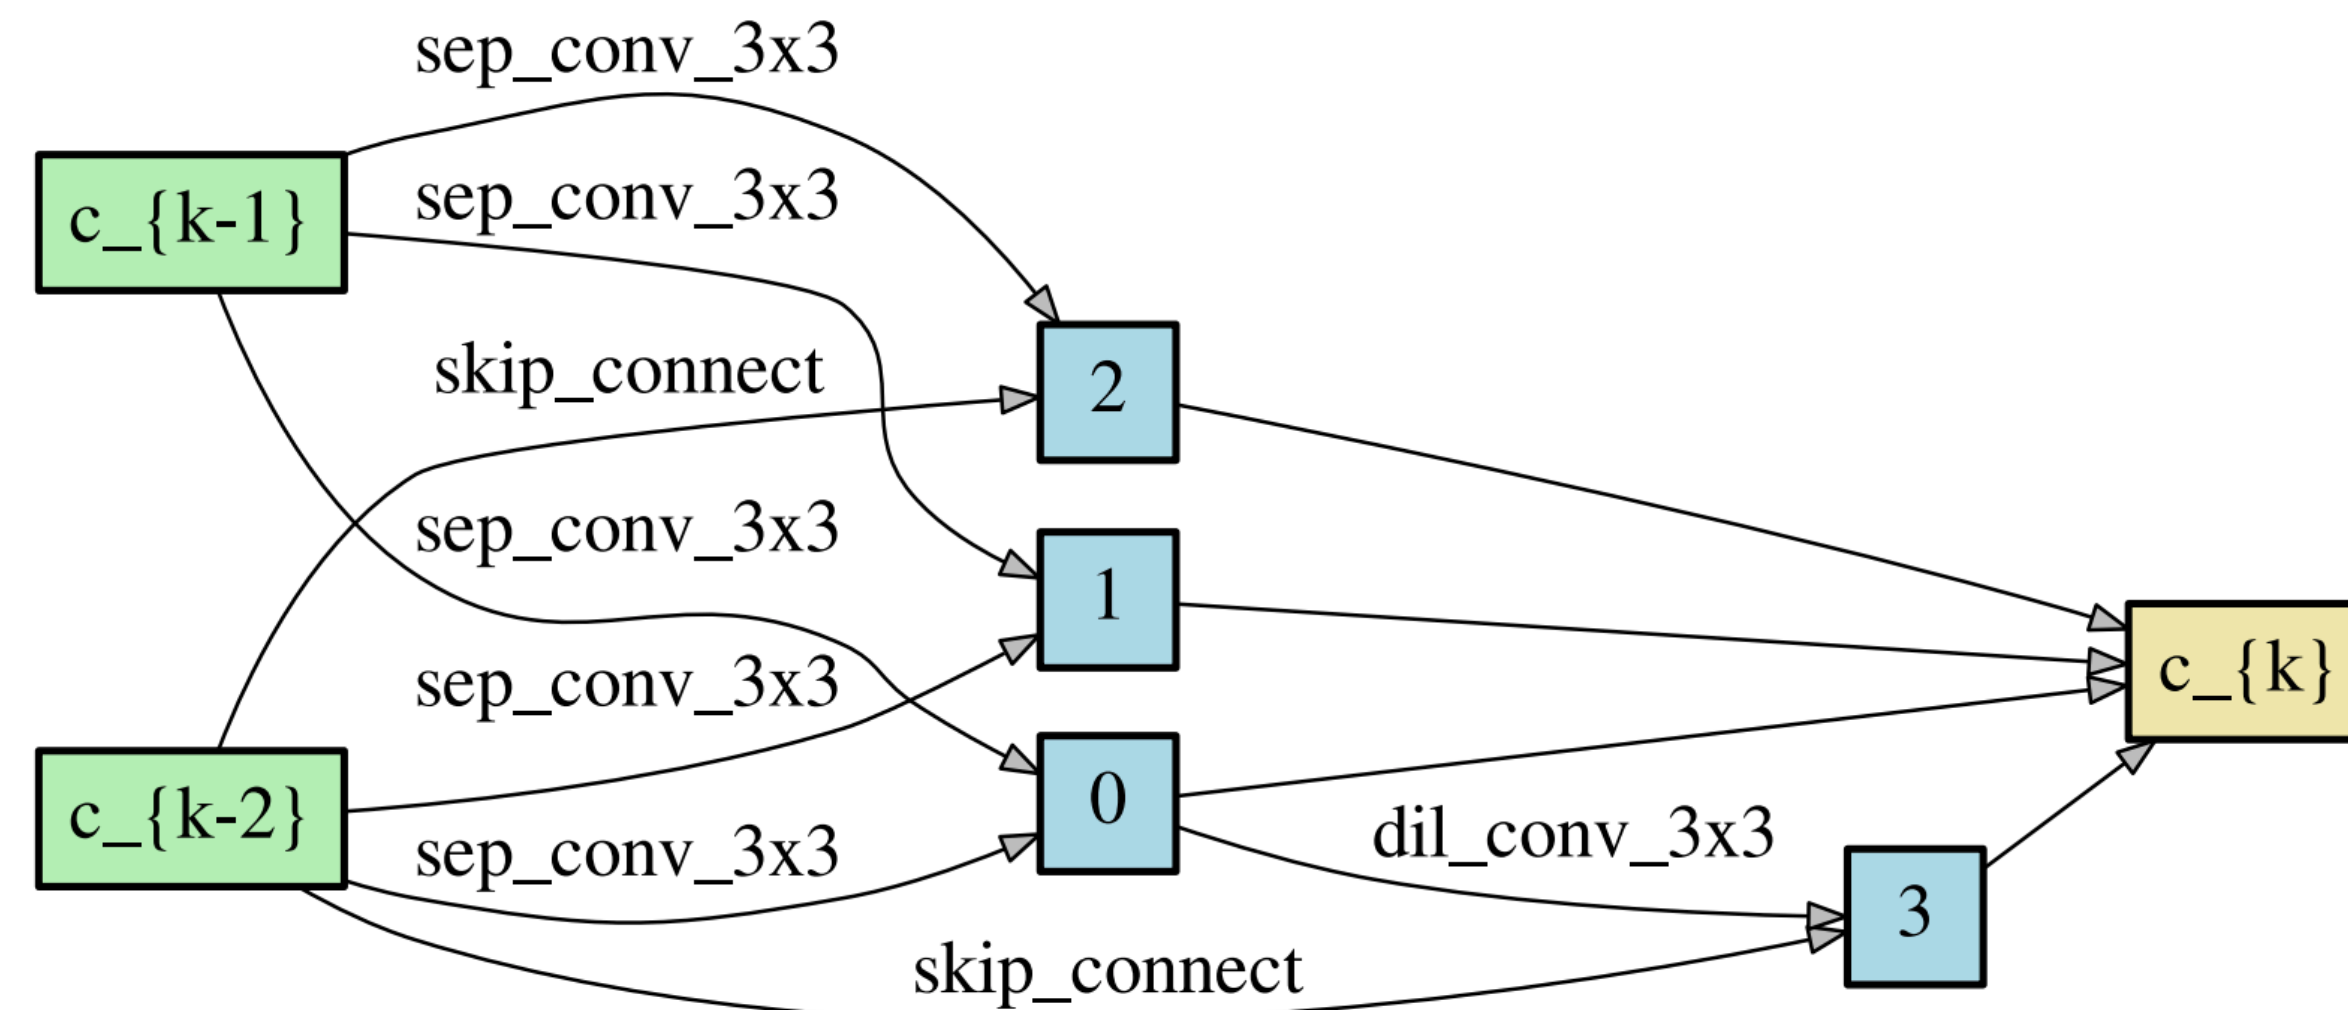 sep_conv_3x3
c_{k-1}
sep_conv_3x3
skip_connect
2
sep_conv_3x3
1
sep_conv_3x3
c_{k}
c_{k-2}
0
sep_conv_3x3
dil_conv_3x3
3
skip_connect